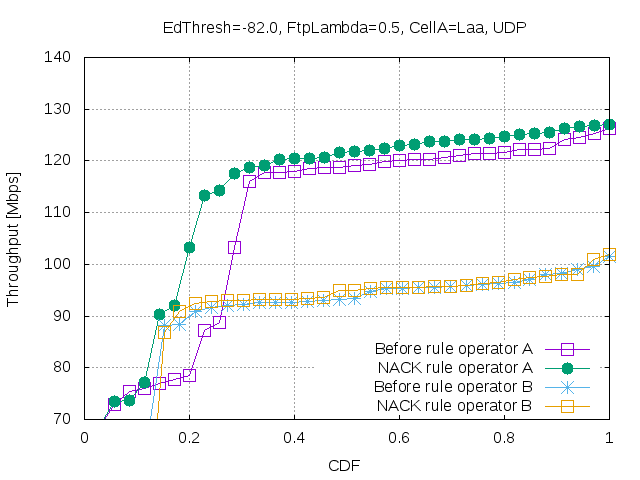 EdThresh=-82.0, FtpLambda=0.5, CellA=Laa, UDP
140
130
120
110
100
90
80
70
Throughput [Mbps]
Before rule operator A
NACK rule operator A
Before rule operator B
NACK rule operator B
0 0.2 0.4 0.6 0.8 1
CDF